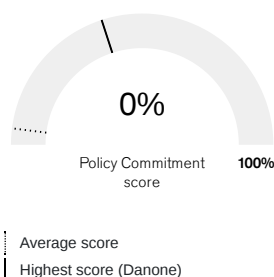 0%
Policy Commitment 100%
score
Average score
Highest score (Danone)